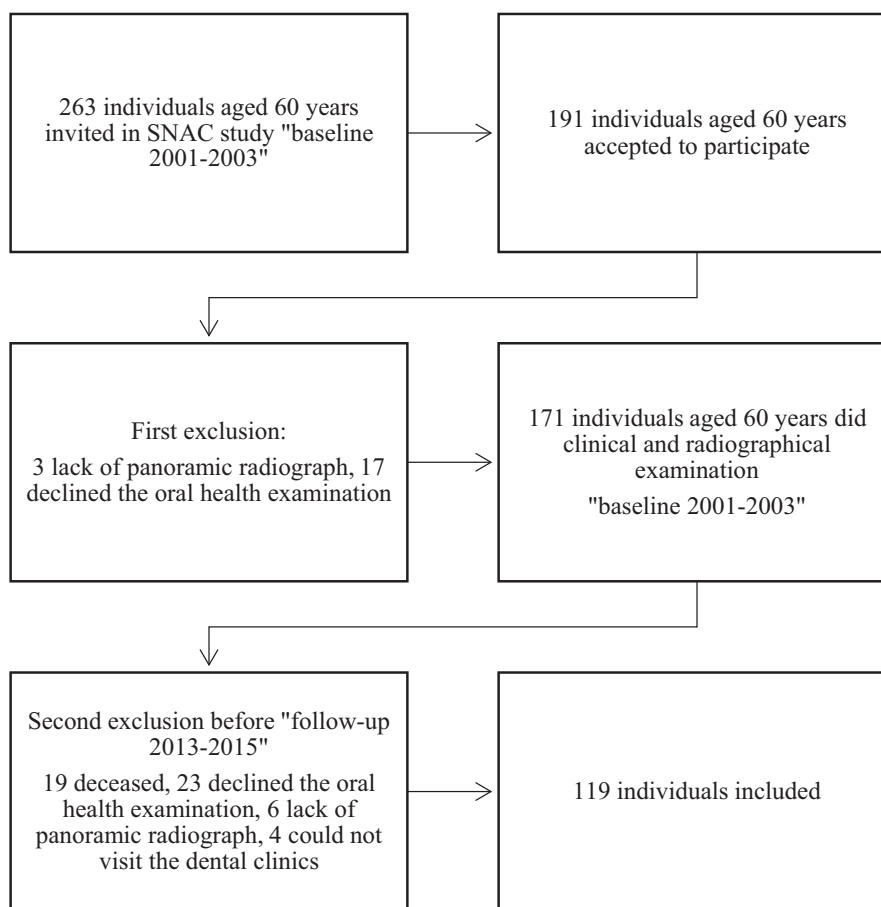 263 individuals aged 60 years
invited in SNAC study "baseline
2001-2003"
191 individuals aged 60 years
accepted to participate
First exclusion:
3 lack of panoramic radiograph, 17
declined the oral health examination
171 individuals aged 60 years did
clinical and radiographical
examination
"baseline 2001-2003"
Second exclusion before "follow-up
2013-2015"
19 deceased, 23 declined the oral
health examination, 6 lack of
panoramic radiograph, 4 could not
visit the dental clinics
119 individuals included